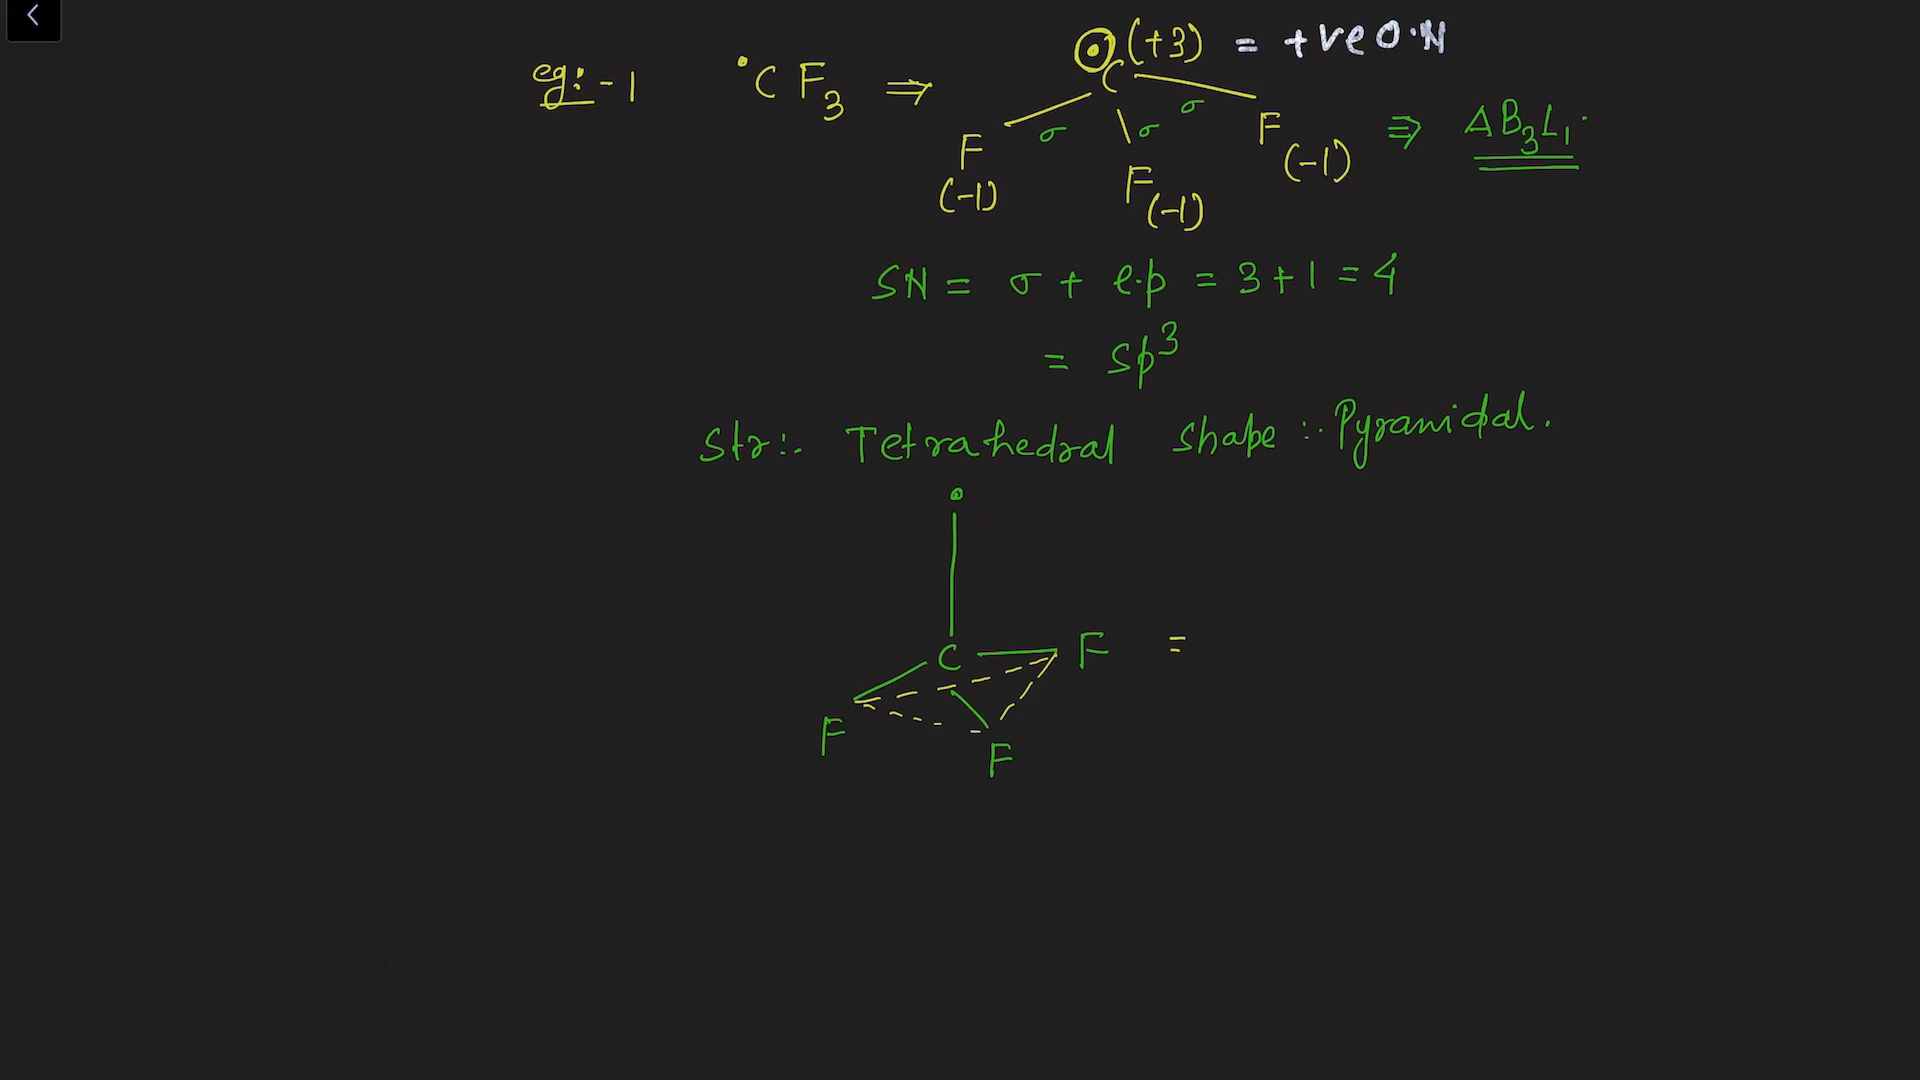 eg:-1 •CF3 ⇒ C (+3) = +ve O.N
F (-1) σ F (-1) σ F (-1) σ ⇒ AB3L1.
SN = σ + l.p = 3+1 = 4
= sp³
Str:- Tetrahedral shape :- Pyramidal.
C F =
F
F